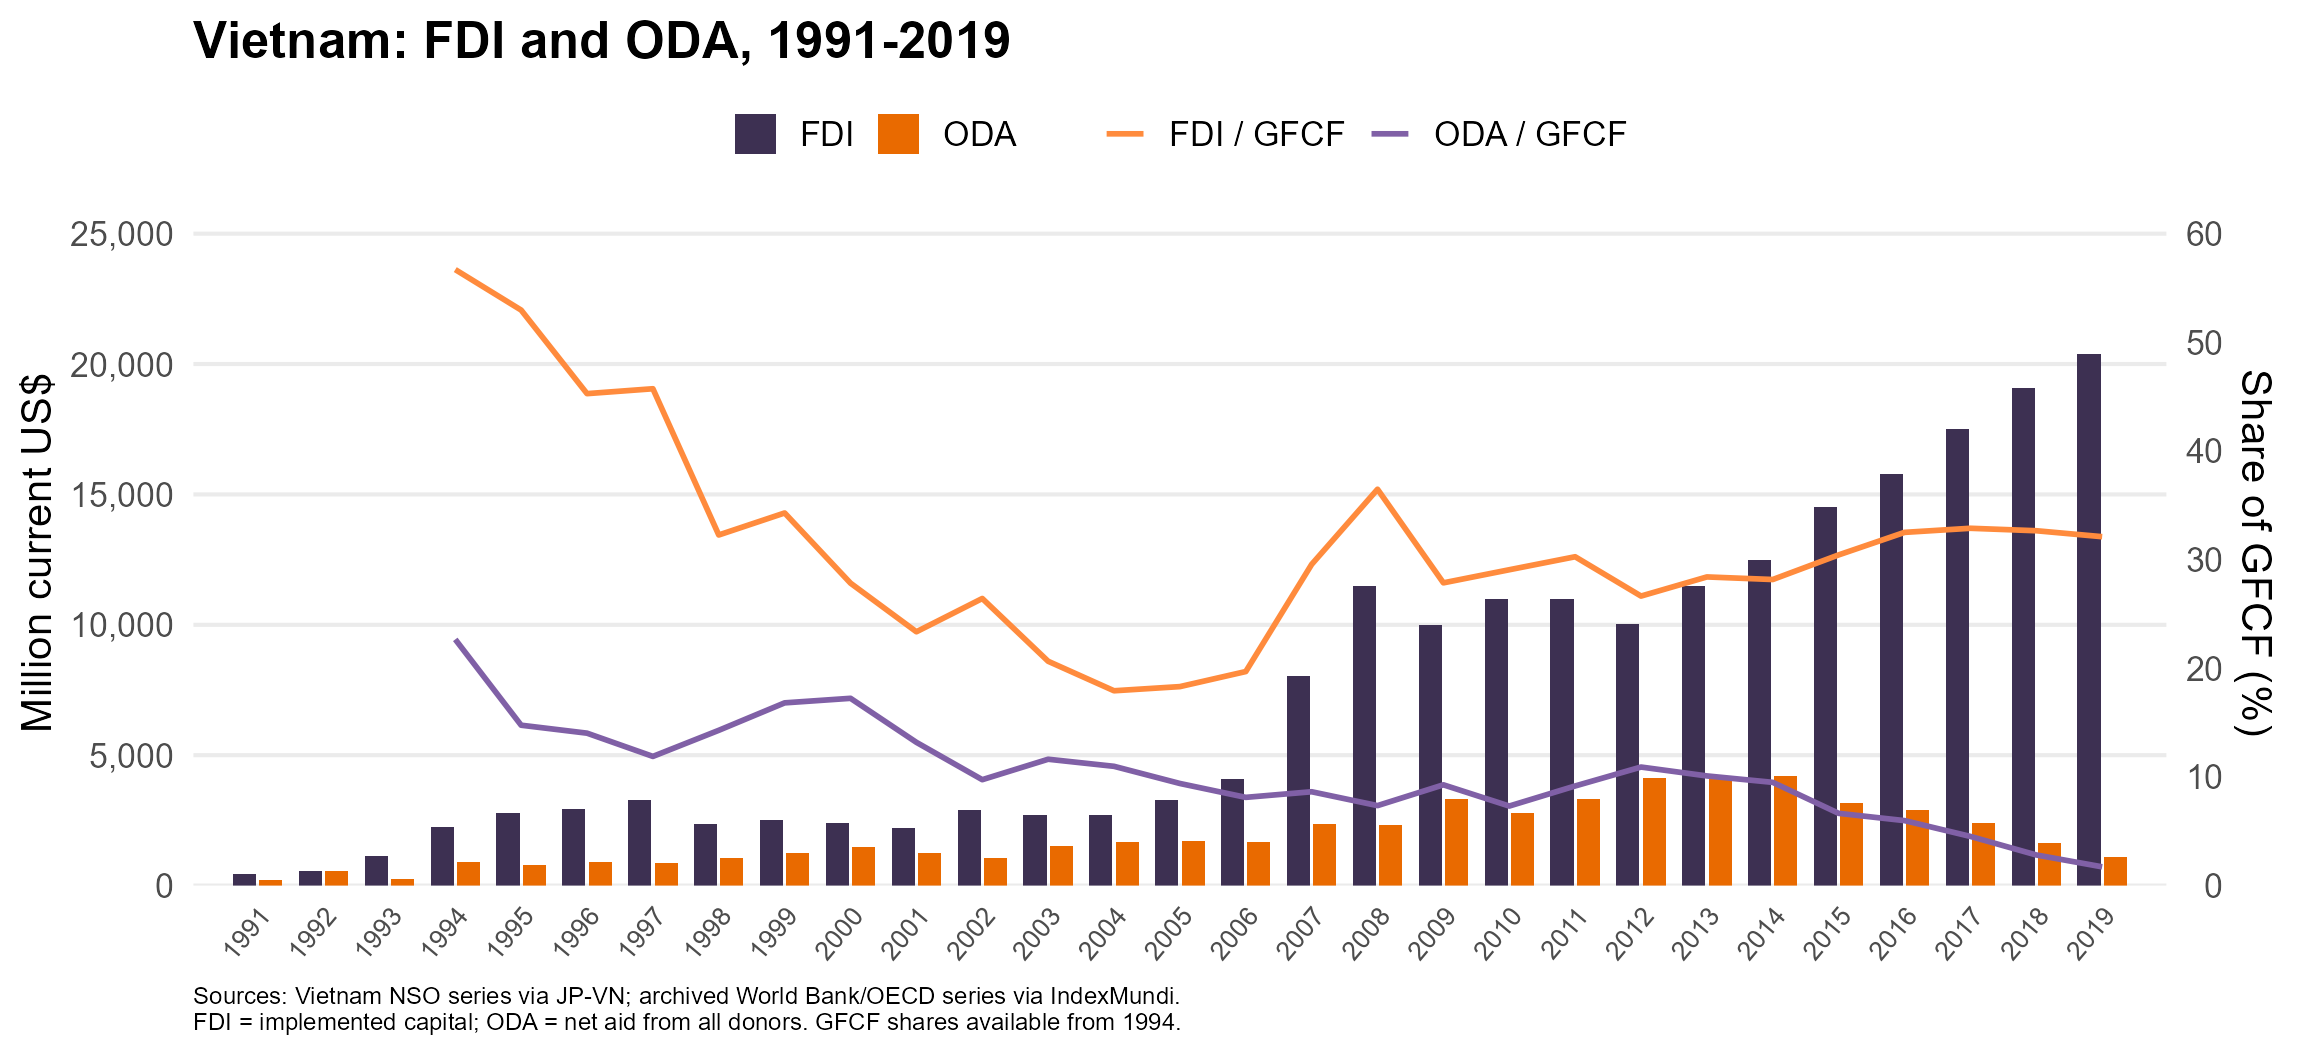 Vietnam: FDI and ODA, 1991-2019
FDI ODA FDI / GFCF ODA / GFCF
Million current US$
25,000
20,000
15,000
10,000
5,000
0
60
50
40
30
20
10
0
Share of GFCF (%)
1991 1992 1993 1994 1995 1996 1997 1998 1999 2000 2001 2002 2003 2004 2005 2006 2007 2008 2009 2010 2011 2012 2013 2014 2015 2016 2017 2018 2019
Sources: Vietnam NSO series via JP-VN; archived World Bank/OECD series via IndexMundi.
FDI = implemented capital; ODA = net aid from all donors. GFCF shares available from 1994.